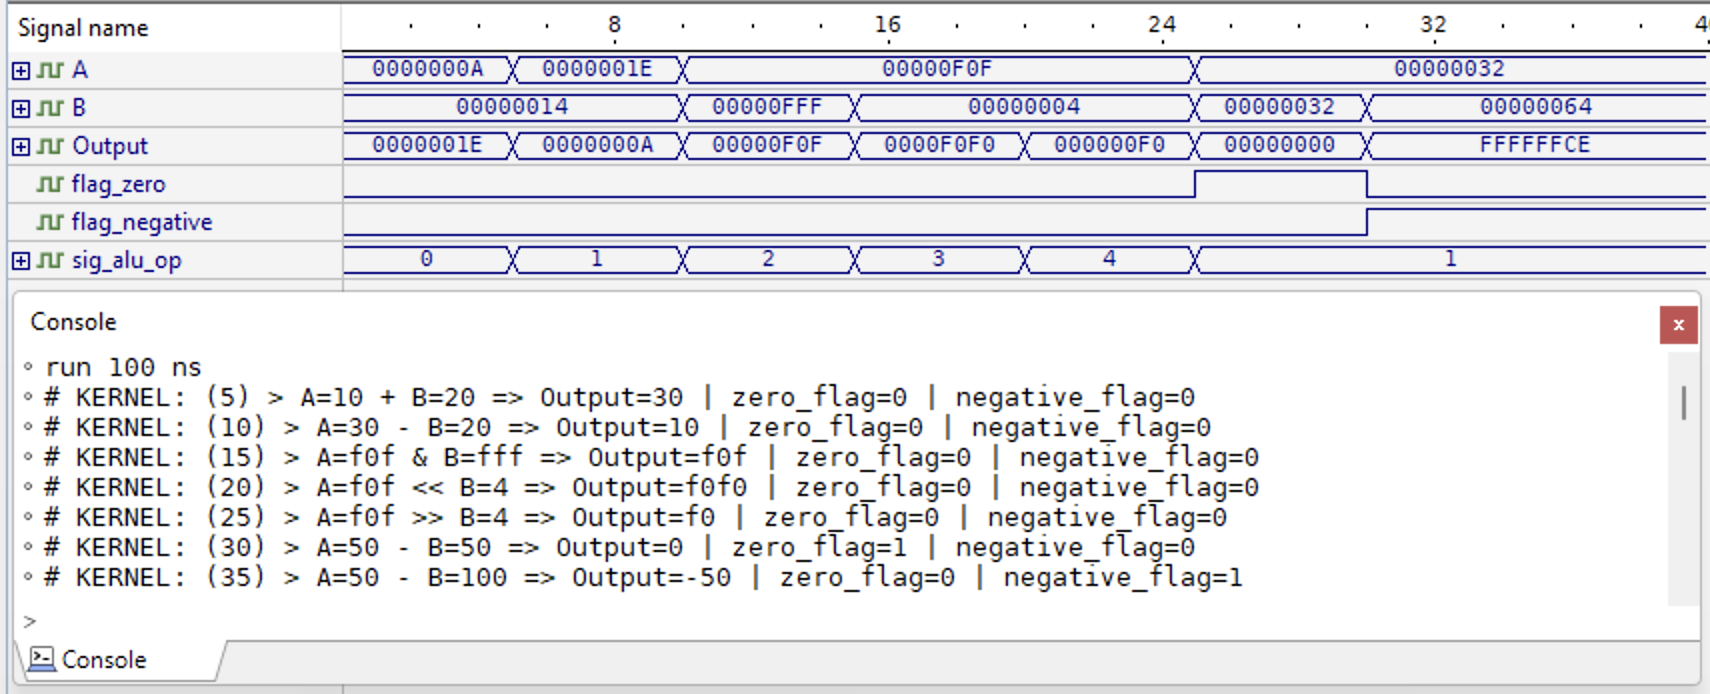 Signal name 8 16 24 32 4
A 0000000A 0000001E 00000F0F 00000032
B 00000014 00000FFF 00000004 00000032 00000064
Output 0000001E 0000000A 00000F0F 0000F0F0 000000F0 00000000 FFFFFFCE
flag_zero
flag_negative
sig_alu_op 0 1 2 3 4 1
Console x
run 100 ns
# KERNEL: (5) > A=10 + B=20 => Output=30 | zero_flag=0 | negative_flag=0
# KERNEL: (10) > A=30 - B=20 => Output=10 | zero_flag=0 | negative_flag=0
# KERNEL: (15) > A=f0f & B=fff => Output=f0f | zero_flag=0 | negative_flag=0
# KERNEL: (20) > A=f0f << B=4 => Output=f0f0 | zero_flag=0 | negative_flag=0
# KERNEL: (25) > A=f0f >> B=4 => Output=f0 | zero_flag=0 | negative_flag=0
# KERNEL: (30) > A=50 - B=50 => Output=0 | zero_flag=1 | negative_flag=0
# KERNEL: (35) > A=50 - B=100 => Output=-50 | zero_flag=0 | negative_flag=1
>
Console